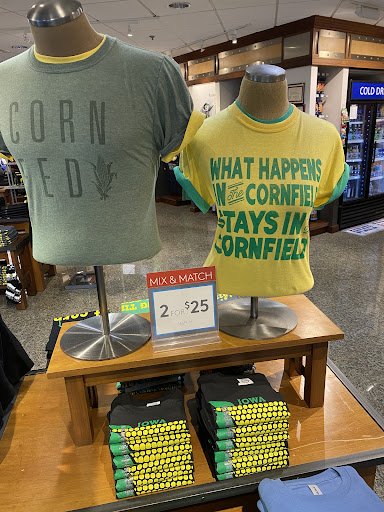 CORN
FED
WHAT HAPPENS
IN the CORNFIELD
STAYS IN the
CORNFIELD
COLD DR
MIX & MATCH
2 FOR $25
IOWA
IOWA